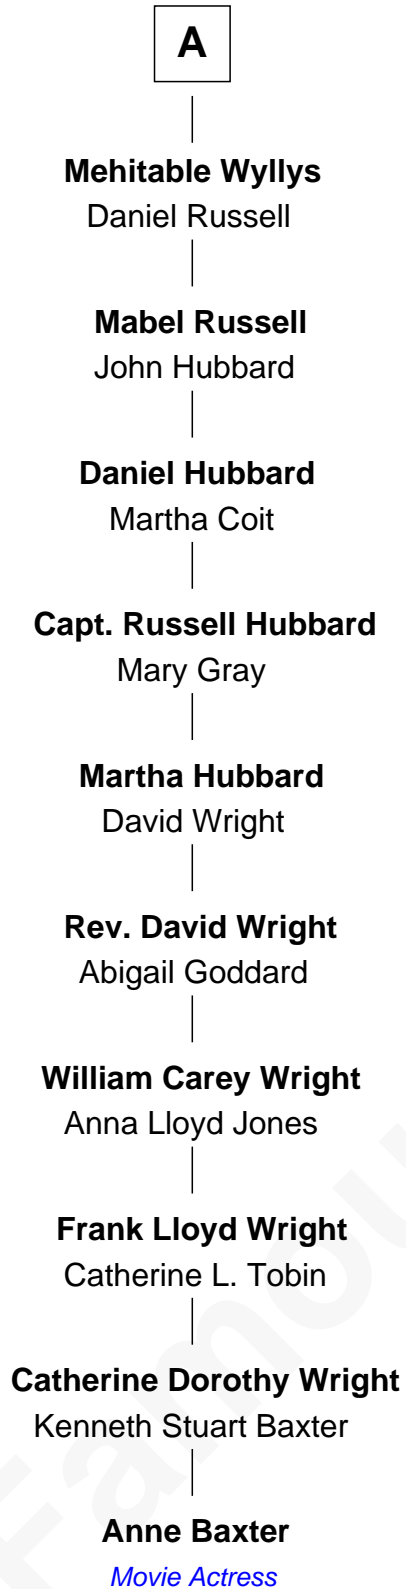 A
Mehitable Wyllys
Daniel Russell
Mabel Russell
John Hubbard
Daniel Hubbard
Martha Coit
Capt. Russell Hubbard
Mary Gray
Martha Hubbard
David Wright
Rev. David Wright
Abigail Goddard
William Carey Wright
Anna Lloyd Jones
Frank Lloyd Wright
Catherine L. Tobin
Catherine Dorothy Wright
Kenneth Stuart Baxter
Anne Baxter
Movie Actress